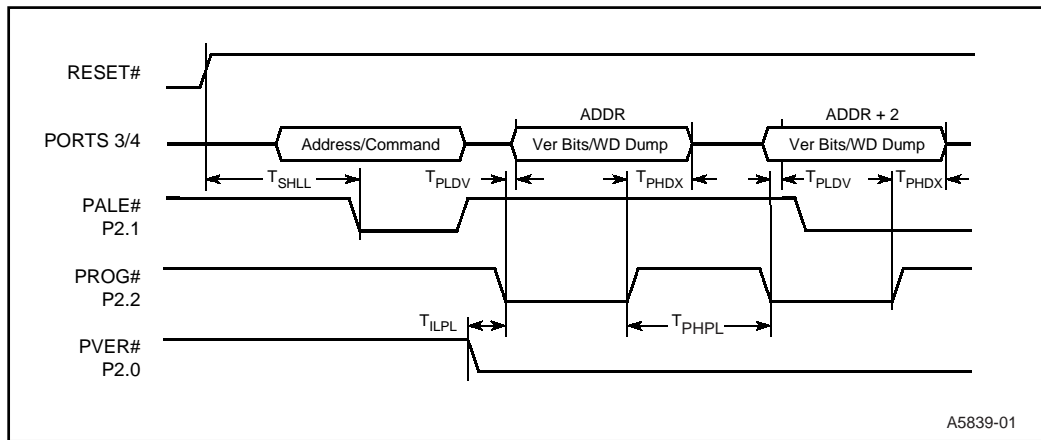 RESET#
ADDR
ADDR + 2
PORTS 3/4
Address/Command
Ver Bits/WD Dump
Ver Bits/WD Dump
TSHLL
TPLDV
TPHDX
TPLDV
TPHDX
PALE#
P2.1
PROG#
P2.2
TILPL
TPHPL
PVER#
P2.0
A5839-01